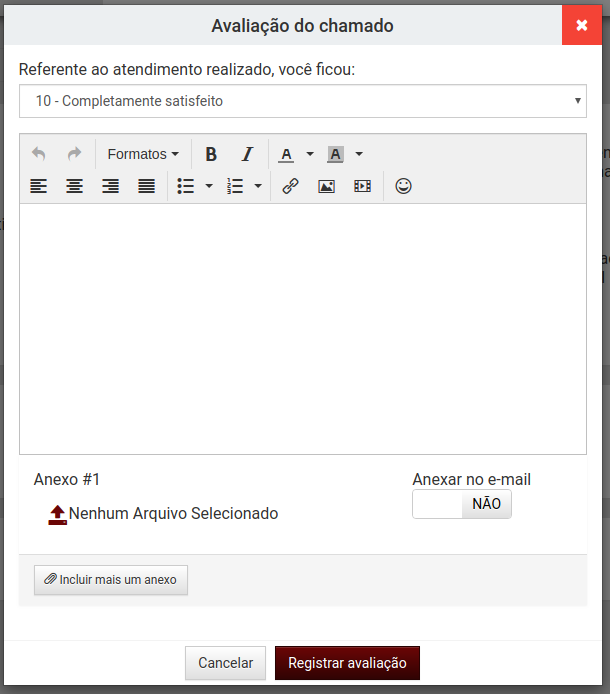 Avaliação do chamado
Referente ao atendimento realizado, você ficou:
10 - Completamente satisfeito
Formatos
B I A A
Anexo #1
Anexar no e-mail
Nenhum Arquivo Selecionado
NÃO
Incluir mais um anexo
Cancelar
Registrar avaliação